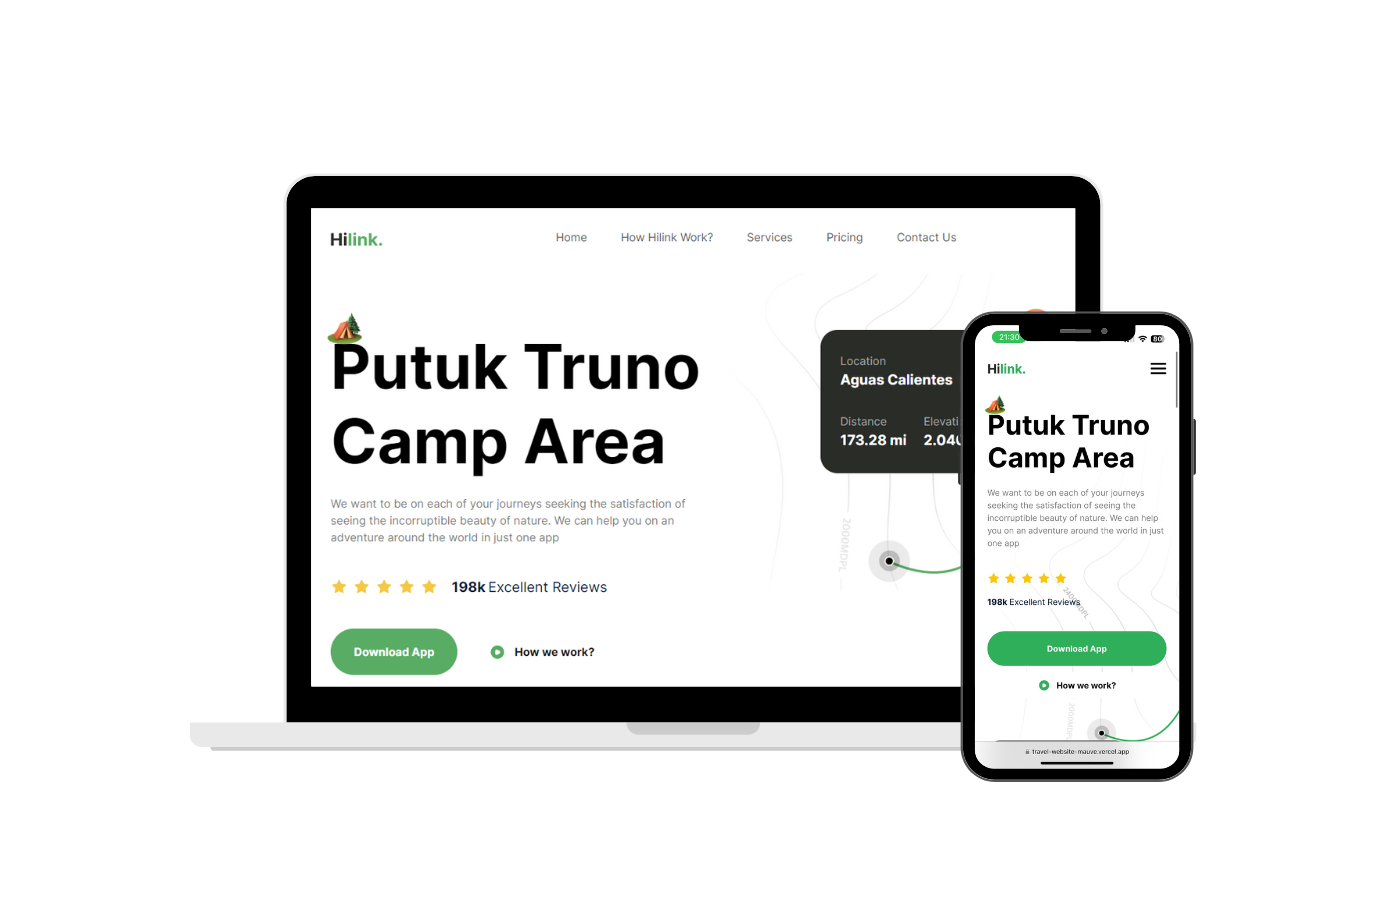 Hilink.
Home How Hilink Work? Services Pricing Contact Us
Putuk Truno
Camp Area
We want to be on each of your journeys seeking the satisfaction of
seeing the incorruptible beauty of nature. We can help you on an
adventure around the world in just one app
198k Excellent Reviews
Download App How we work?
Location
Aguas Calientes
Distance Elevati
173.28 mi 2.040
2000MDPL
21:30 80
Hilink.
Putuk Truno
Camp Area
We want to be on each of your journeys
seeking the satisfaction of seeing the
incorruptible beauty of nature. We can help
you on an adventure around the world in just
one app
198k Excellent Reviews
Download App
How we work?
2000MDPL
travel-website-mauve.vercel.app